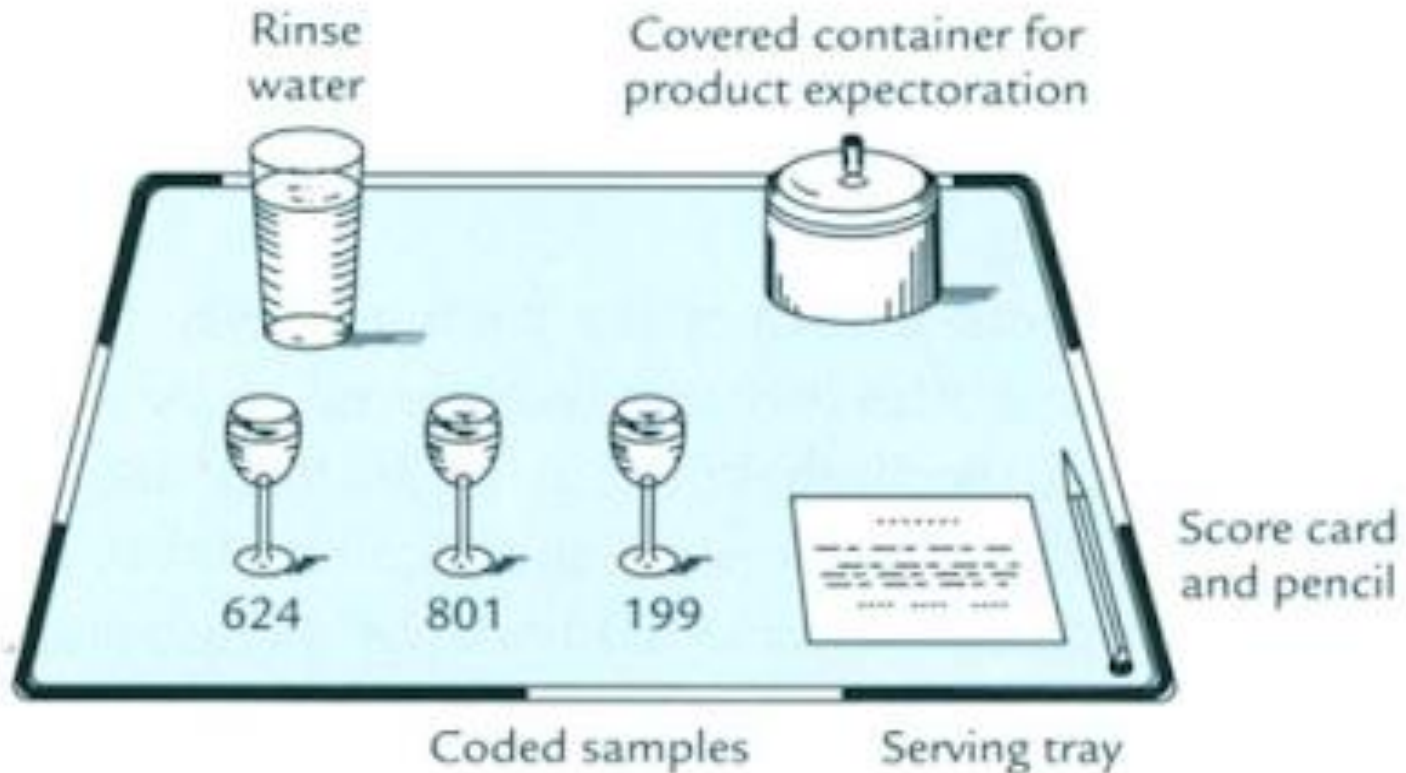 Rinse
water
Covered container for
product expectoration
624 801 199
Score card
and pencil
Coded samples
Serving tray